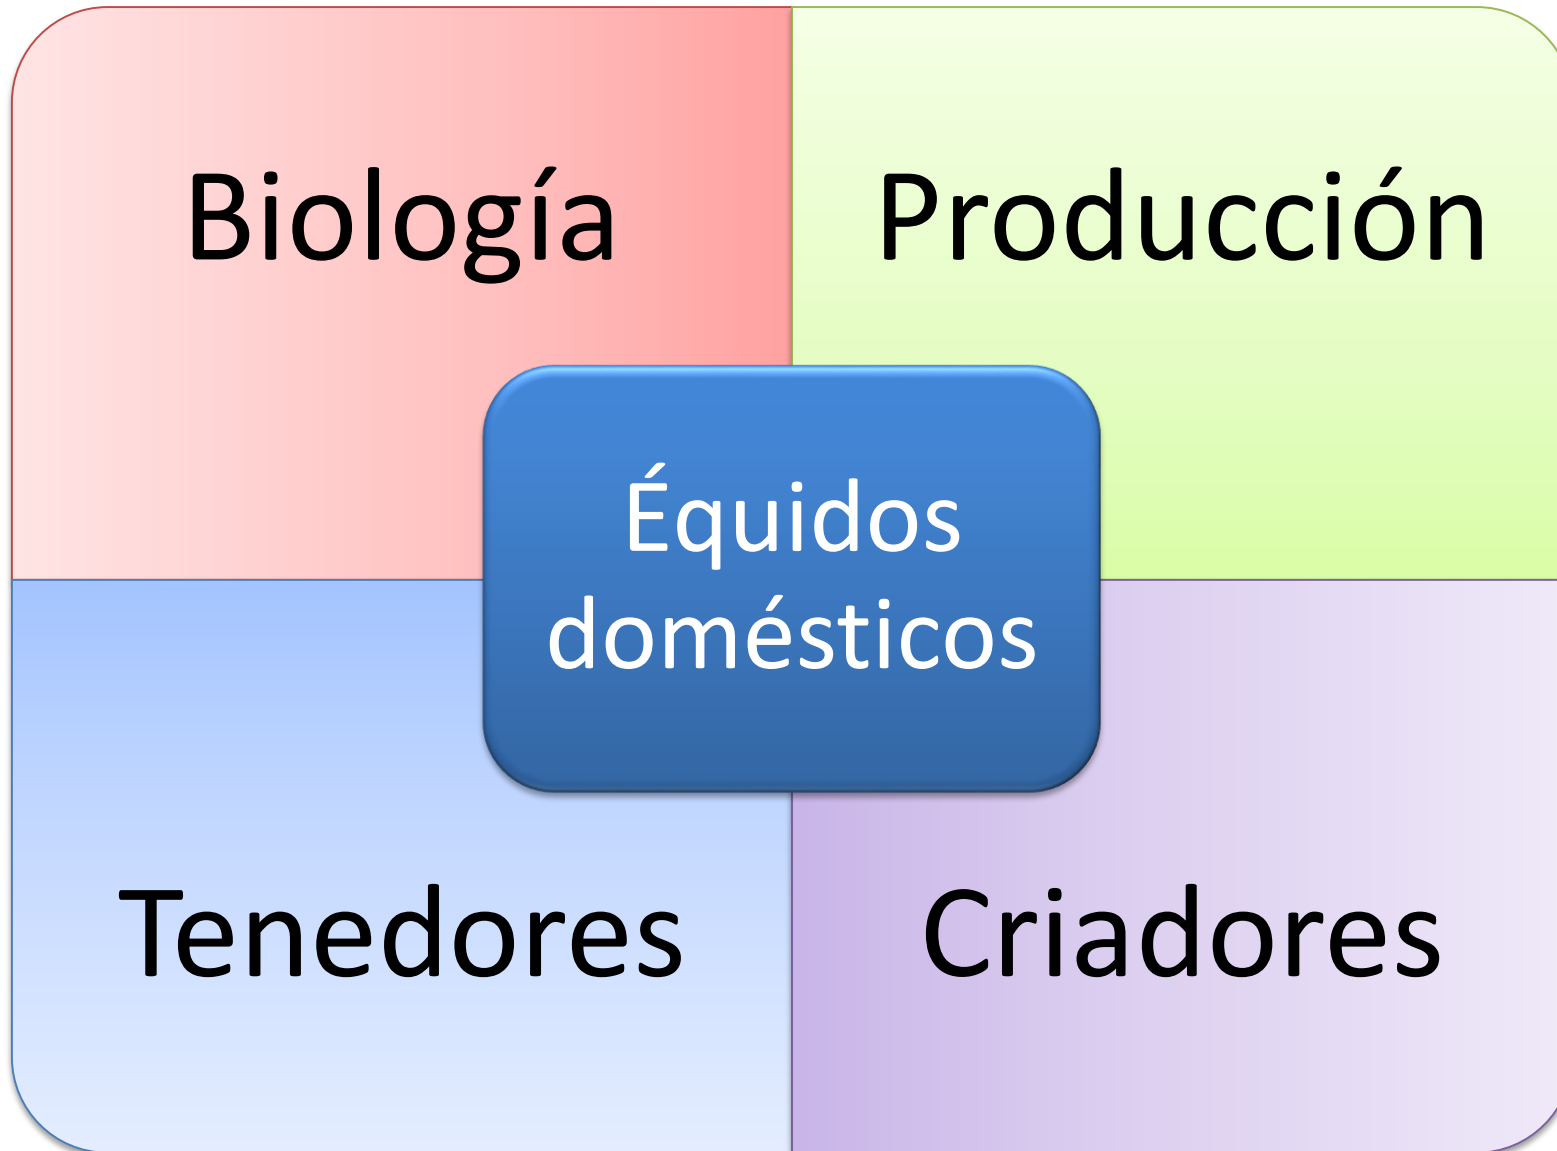 Biología
Producción
Équidos
domésticos
Tenedores
Criadores